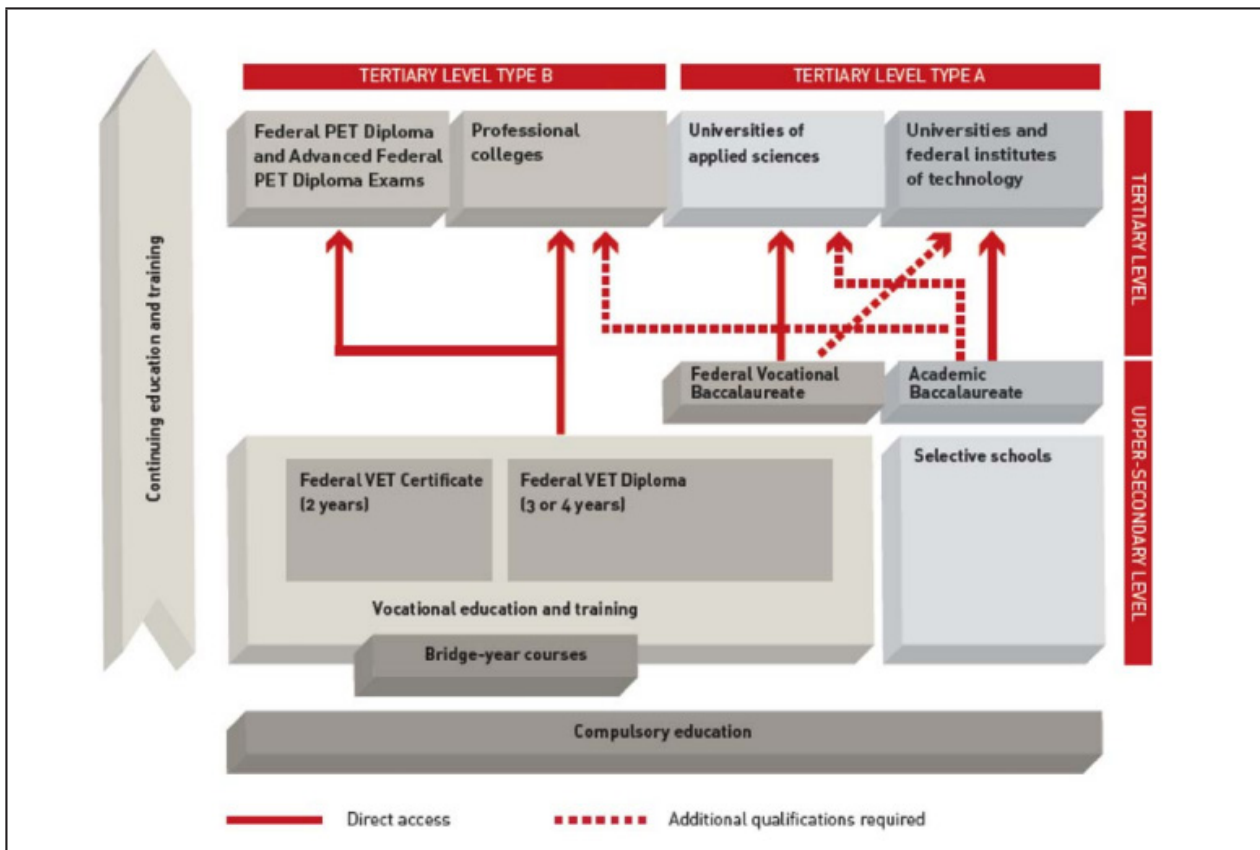 TERTIARY LEVEL TYPE B
TERTIARY LEVEL TYPE A
Federal PET Diploma
and Advanced Federal
PET Diploma Exams
Professional
colleges
Universities of
applied sciences
Universities and
federal institutes
of technology
TERTIARY LEVEL
Continuing education and training
Federal Vocational
Baccalaureate
Academic
Baccalaureate
UPPER-SECONDARY LEVEL
Federal VET Certificate
(2 years)
Federal VET Diploma
(3 or 4 years)
Selective schools
Vocational education and training
Bridge-year courses
Compulsory education
Direct access
Additional qualifications required